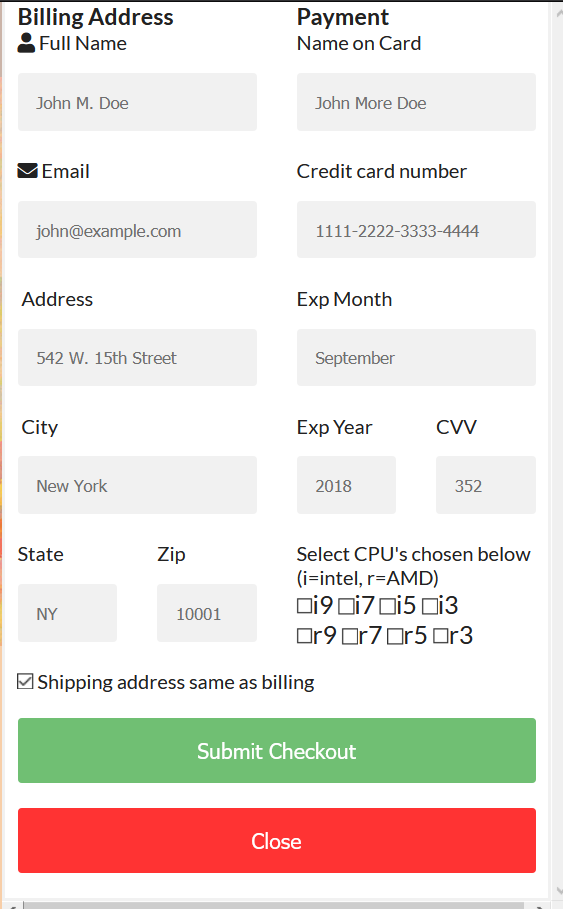 Billing Address
Full Name
John M. Doe
Email
john@example.com
Address
542 W. 15th Street
City
New York
State Zip
NY 10001
Payment
Name on Card
John More Doe
Credit card number
1111-2222-3333-4444
Exp Month
September
Exp Year CVV
2018 352
Select CPU's chosen below
(i=intel, r=AMD)
i9 i7 i5 i3
r9 r7 r5 r3
Shipping address same as billing
Submit Checkout
Close